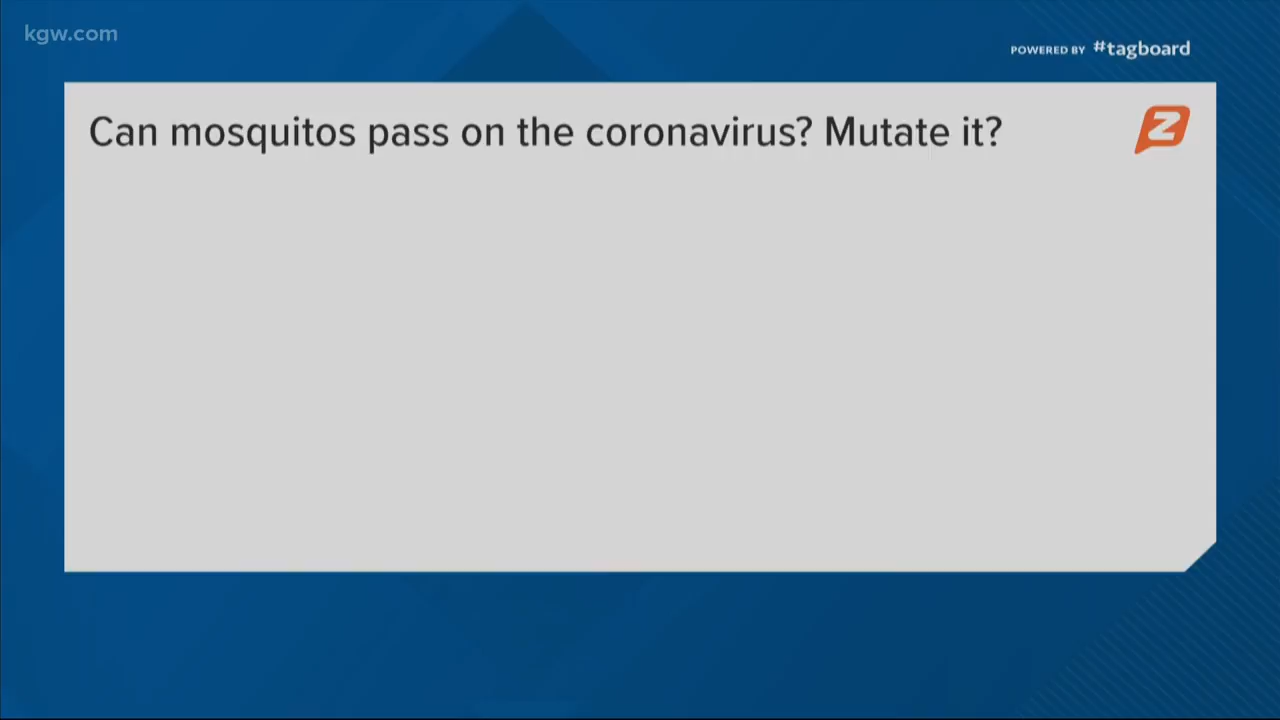 kgw.com
POWERED BY #tagboard
Can mosquitos pass on the coronavirus? Mutate it?
Z